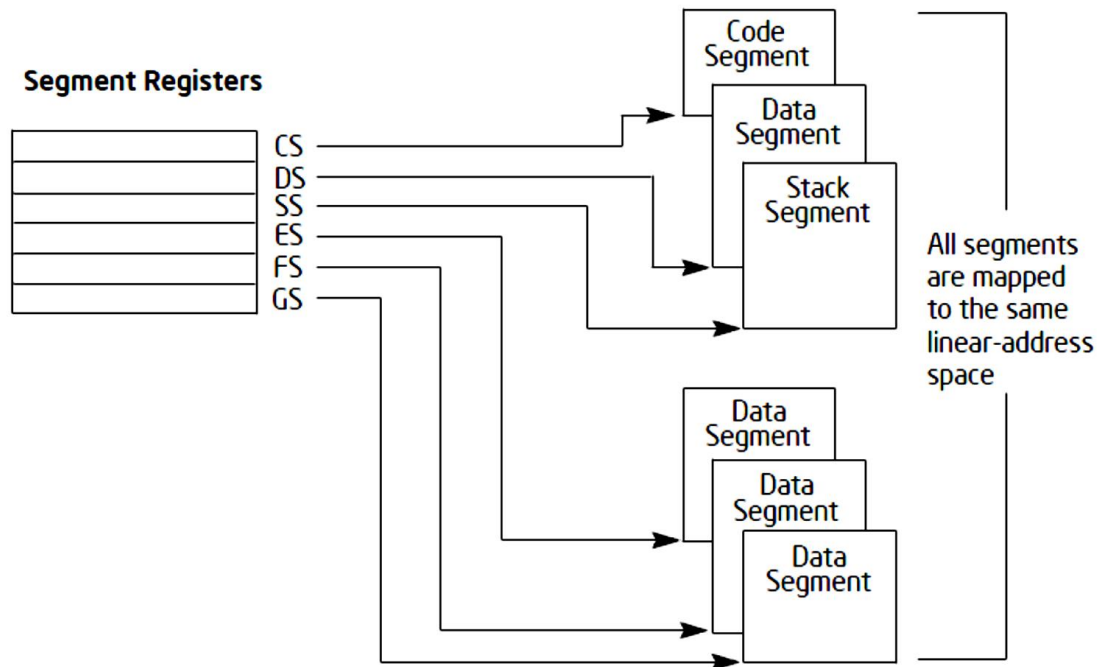 Segment Registers
CS
DS
SS
ES
FS
GS
Code
Segment
Data
Segment
Stack
Segment
Data
Segment
Data
Segment
Data
Segment
All segments
are mapped
to the same
linear-address
space